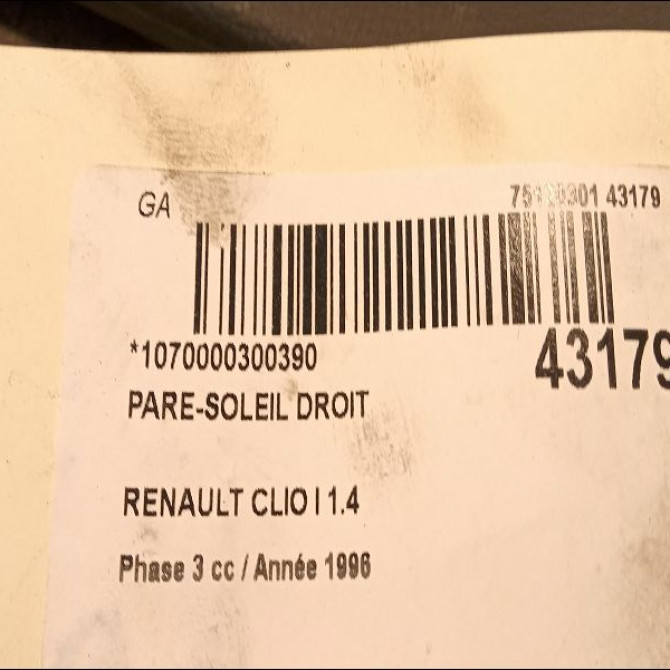 GA
43179
*1070000300390
43179
PARE-SOLEIL DROIT
RENAULT CLIO I 1.4
Phase 3 cc / Année 1996